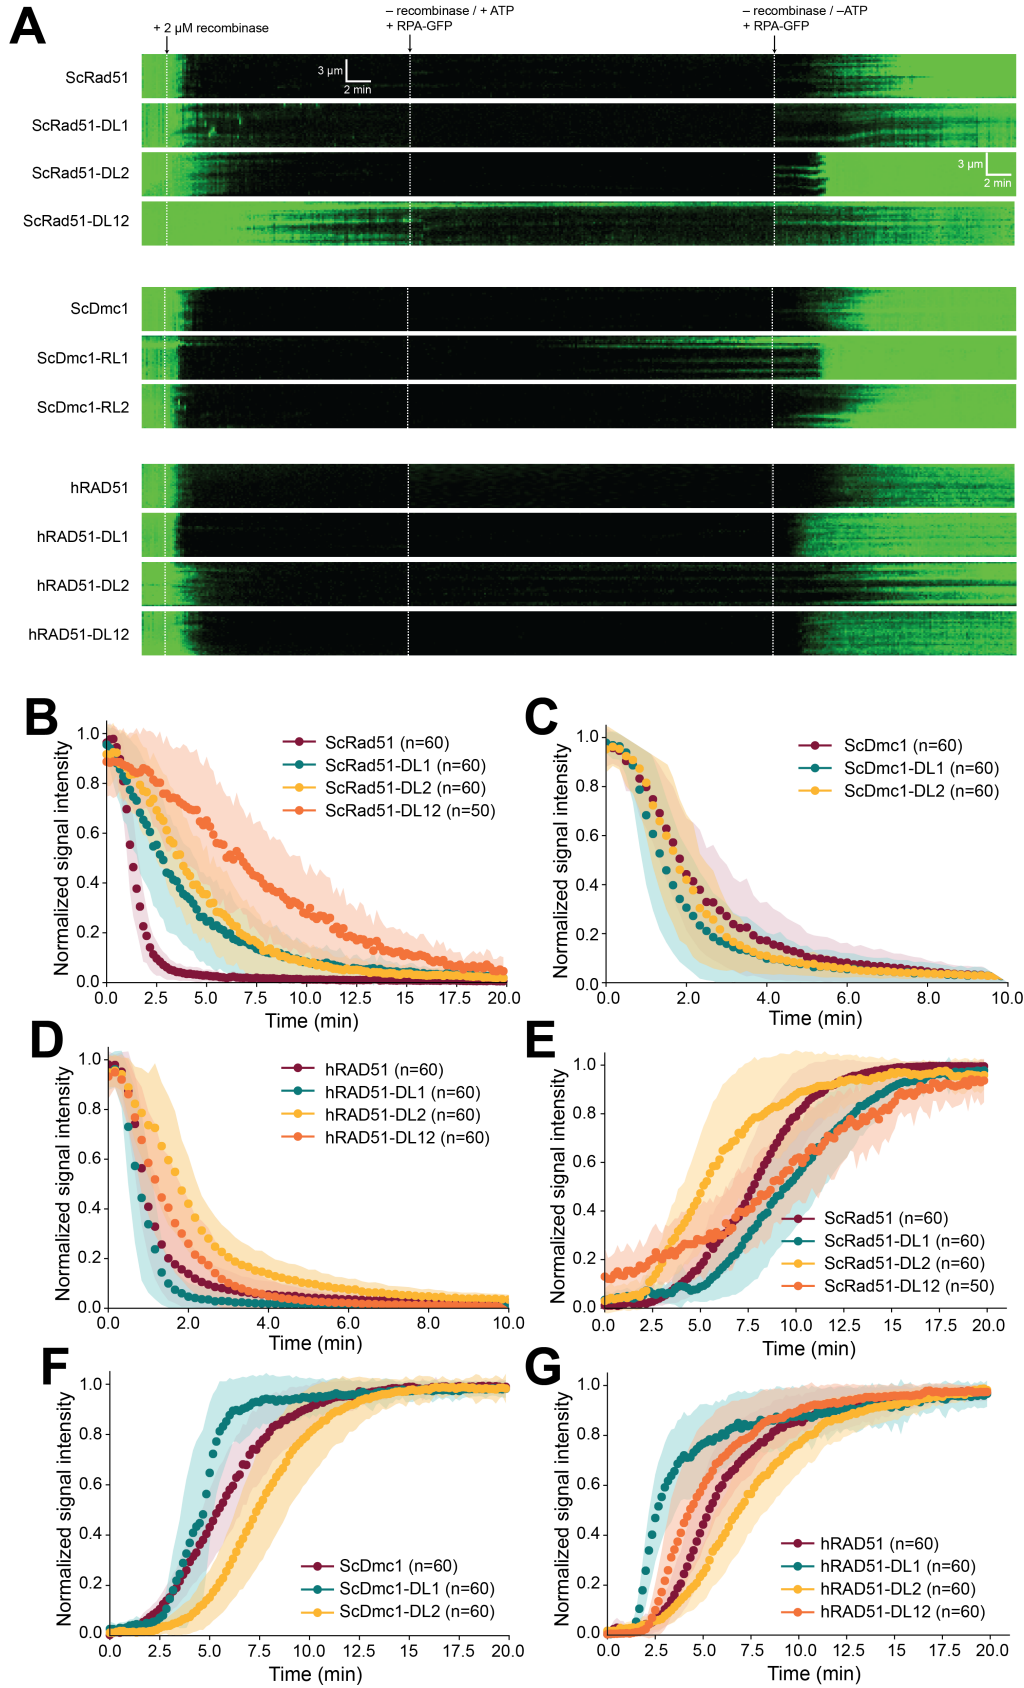 A
+ 2 µM recombinase
– recombinase / + ATP
+ RPA-GFP
– recombinase / –ATP
+ RPA-GFP
ScRad51
3 µm
2 min
ScRad51-DL1
ScRad51-DL2
3 µm
2 min
ScRad51-DL12
ScDmc1
ScDmc1-RL1
ScDmc1-RL2
hRAD51
hRAD51-DL1
hRAD51-DL2
hRAD51-DL12
B
Normalized signal intensity
1.0
0.8
0.6
0.4
0.2
0.0
0.0 2.5 5.0 7.5 10.0 12.5 15 17.5 20.0
Time (min)
ScRad51 (n=60)
ScRad51-DL1 (n=60)
ScRad51-DL2 (n=60)
ScRad51-DL12 (n=50)
C
Normalized signal intensity
1.0
0.8
0.6
0.4
0.2
0.0
0.0 2.0 4.0 6.0 8.0 10.0
Time (min)
ScDmc1 (n=60)
ScDmc1-DL1 (n=60)
ScDmc1-DL2 (n=60)
D
Normalized signal intensity
1.0
0.8
0.6
0.4
0.2
0.0
0.0 2.0 4.0 6.0 8.0 10.0
Time (min)
hRAD51 (n=60)
hRAD51-DL1 (n=60)
hRAD51-DL2 (n=60)
hRAD51-DL12 (n=60)
E
Normalized signal intensity
1.0
0.8
0.6
0.4
0.2
0.0
0.0 2.5 5.0 7.5 10.0 12.5 15.0 17.5 20.0
Time (min)
ScRad51 (n=60)
ScRad51-DL1 (n=60)
ScRad51-DL2 (n=60)
ScRad51-DL12 (n=50)
F
Normalized signal intensity
1.0
0.8
0.6
0.4
0.2
0.0
0.0 2.5 5.0 7.5 10.0 12.5 15.0 17.5 20.0
Time (min)
ScDmc1 (n=60)
ScDmc1-DL1 (n=60)
ScDmc1-DL2 (n=60)
G
Normalized signal intensity
1.0
0.8
0.6
0.4
0.2
0.0
0.0 2.5 5.0 7.5 10.0 12.5 15.0 17.5 20.0
Time (min)
hRAD51 (n=60)
hRAD51-DL1 (n=60)
hRAD51-DL2 (n=60)
hRAD51-DL12 (n=60)